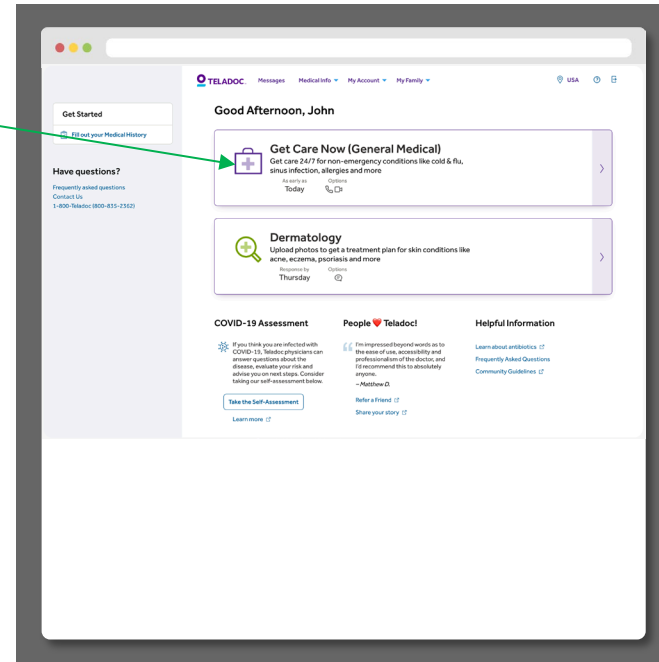 TELADOC. Messages Medical Info My Account My Family USA
Get Started
Fill out your Medical History
Have questions?
Frequently asked questions
Contact Us
1-800-Teladoc (800-835-2362)
Good Afternoon, John
Get Care Now (General Medical)
Get care 24/7 for non-emergency conditions like cold & flu,
sinus infection, allergies and more
As early as Options
Today
Dermatology
Upload photos to get a treatment plan for skin conditions like
acne, eczema, psoriasis and more
Response by Options
Thursday
COVID-19 Assessment
If you think you are infected with
COVID-19, Teladoc physicians can
answer questions about the
disease, evaluate your risk and
advise you on next steps. Consider
taking our self-assessment below.
Take the Self-Assessment
Learn more
People ❤ Teladoc!
I'm impressed beyond words as to
the ease of use, accessibility and
professionalism of the doctor, and
I'd recommend this to absolutely
anyone.
– Matthew D.
Refer a Friend
Share your story
Helpful Information
Learn about antibiotics
Frequently Asked Questions
Community Guidelines